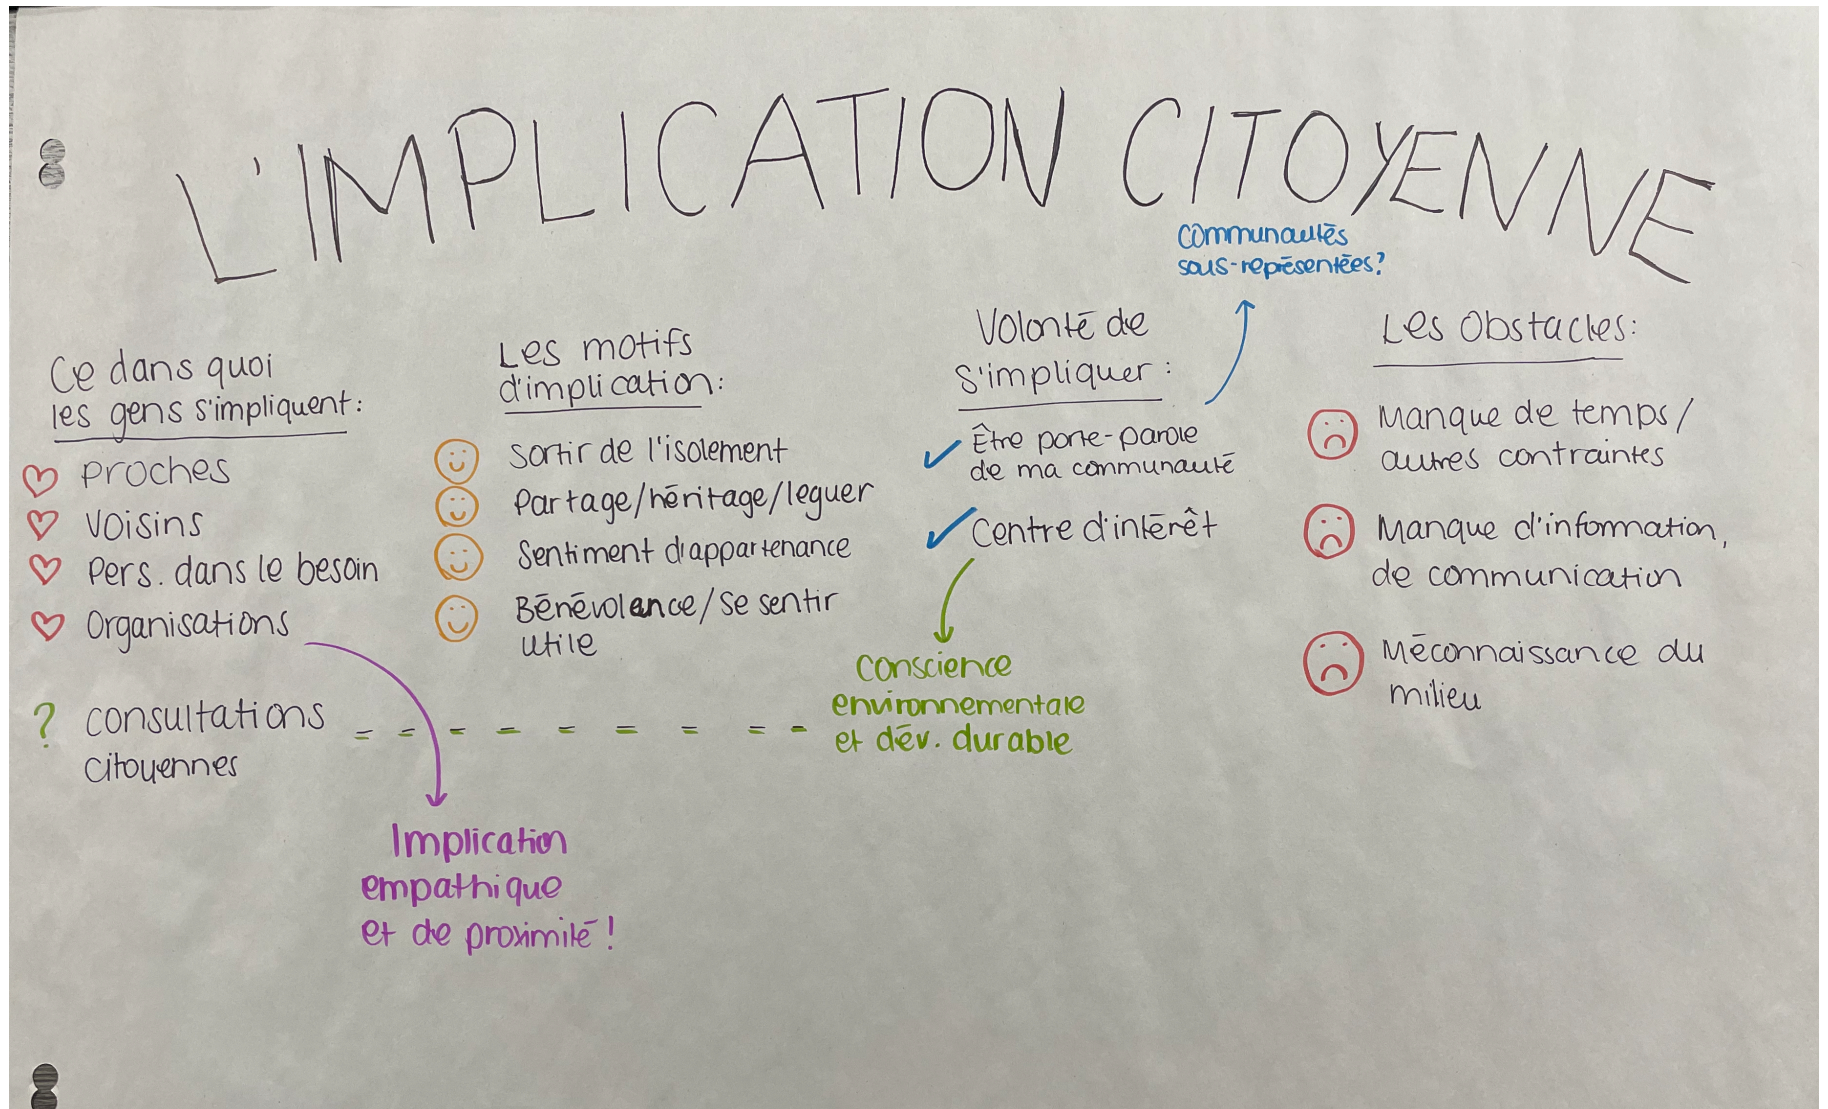 L'IMPLICATION CITOYENNE
Communautés
sous-représentées?
Ce dans quoi
les gens s'impliquent:
Proches
Voisins
Pers. dans le besoin
Organisations
? Consultations
citoyennes
Implication
empathique
et de proximité!
Les motifs
d'implication:
Sortir de l'isolement
Partage/héritage/leguer
Sentiment d'appartenance
Bénévolence/se sentir
utile
Volonté de
s'impliquer:
Être porte-parole
de ma communauté
Centre d'intérêt
Conscience
environnementale
et dév. durable
Les Obstacles:
Manque de temps/
autres contraintes
Manque d'information,
de communication
Méconnaissance du
milieu